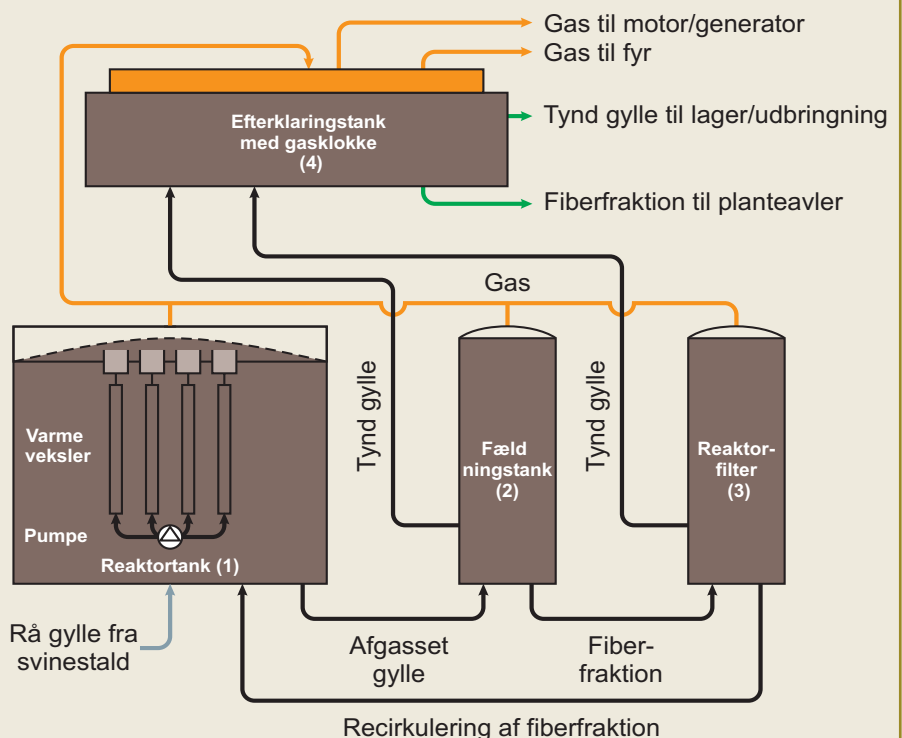 Gas til motor/generator
Gas til fyr
Efterklaringstank
med gasklokke
(4)
Tynd gylle til lager/udbringning
Fiberfraktion til planteavler
Gas
Tynd gylle
Tynd gylle
Varme
veksler
Pumpe
Reaktortank (1)
Fæld
ningstank
(2)
Reaktor-
filter
(3)
Rå gylle fra
svinestald
Afgasset
gylle
Fiber-
fraktion
Recirkulering af fiberfraktion